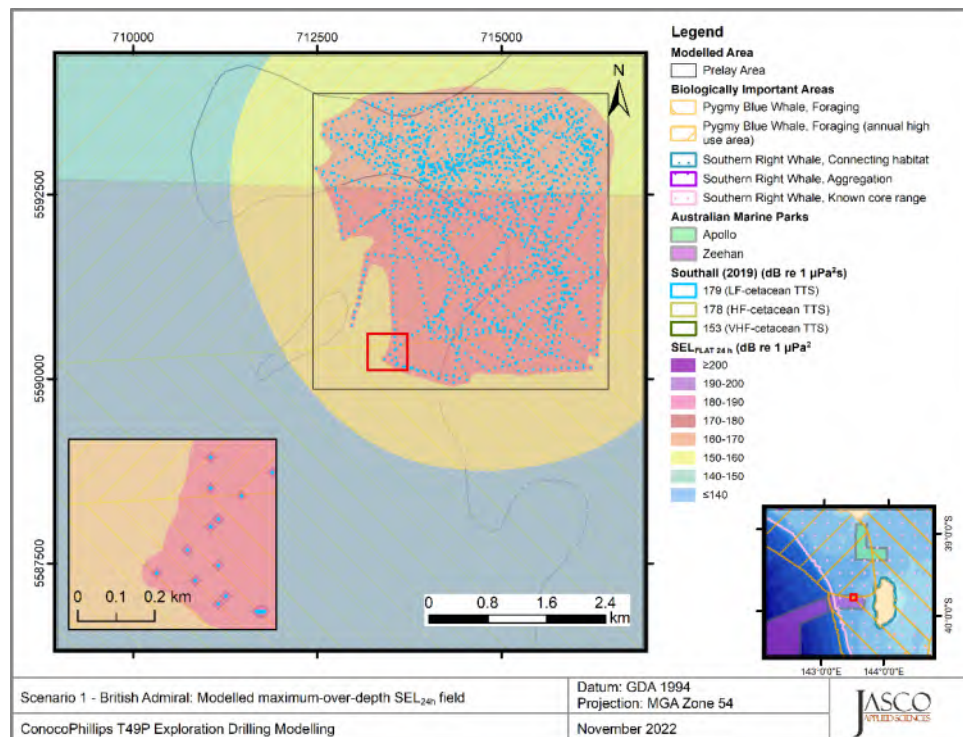 710000
712500
715000
5592500
5590000
5587500
N
0 0.1 0.2 km
0 0.8 1.6 2.4
km
Legend
Modelled Area
Prelay Area
Biologically Important Areas
Pygmy Blue Whale, Foraging
Pygmy Blue Whale, Foraging (annual high
use area)
Southern Right Whale, Connecting habitat
Southern Right Whale, Aggregation
Southern Right Whale, Known core range
Australian Marine Parks
Apollo
Zeehan
Southall (2019) (dB re 1 µPa²s)
179 (LF-cetacean TTS)
178 (HF-cetacean TTS)
153 (VHF-cetacean TTS)
SEL FLAT 24 h (dB re 1 µPa²
≥200
190-200
180-190
170-180
160-170
150-160
140-150
≤140
39°0'0"S
40°0'0"S
143°0'0"E 144°0'0"E
Scenario 1 - British Admiral: Modelled maximum-over-depth SEL24h field
Datum: GDA 1994
Projection: MGA Zone 54
ConocoPhillips T49P Exploration Drilling Modelling
November 2022
JASCO
APPLIED SCIENCES